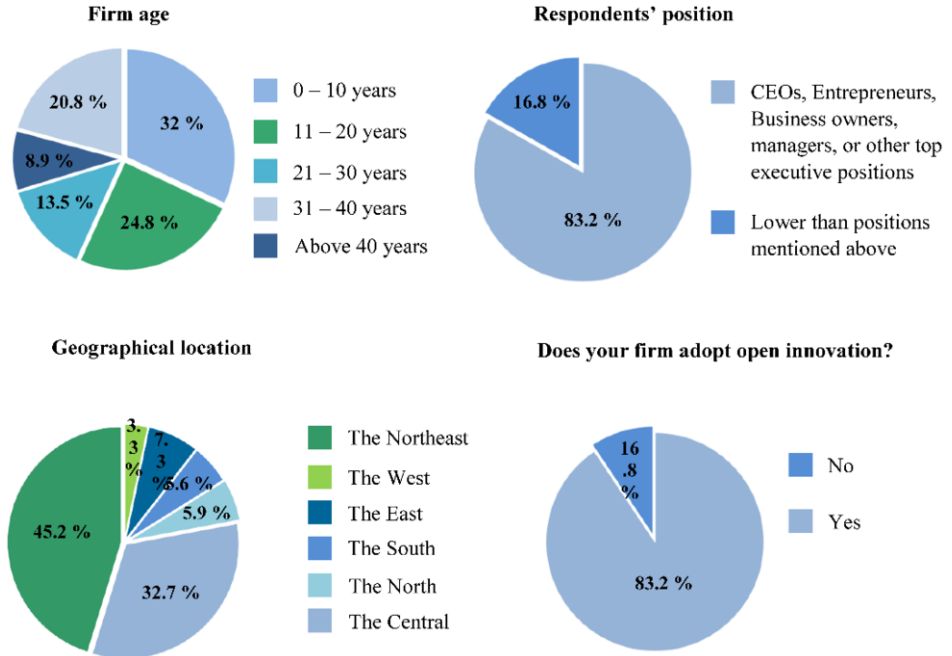 Firm age
32 %
24.8 %
13.5 %
8.9 %
20.8 %
0 – 10 years
11 – 20 years
21 – 30 years
31 – 40 years
Above 40 years
Respondents’ position
16.8 %
83.2 %
CEOs, Entrepreneurs,
Business owners,
managers, or other top
executive positions
Lower than positions
mentioned above
Geographical location
3.
3
%
7.
3
%
5.6 %
5.9 %
32.7 %
45.2 %
The Northeast
The West
The East
The South
The North
The Central
Does your firm adopt open innovation?
16
.8
%
83.2 %
No
Yes